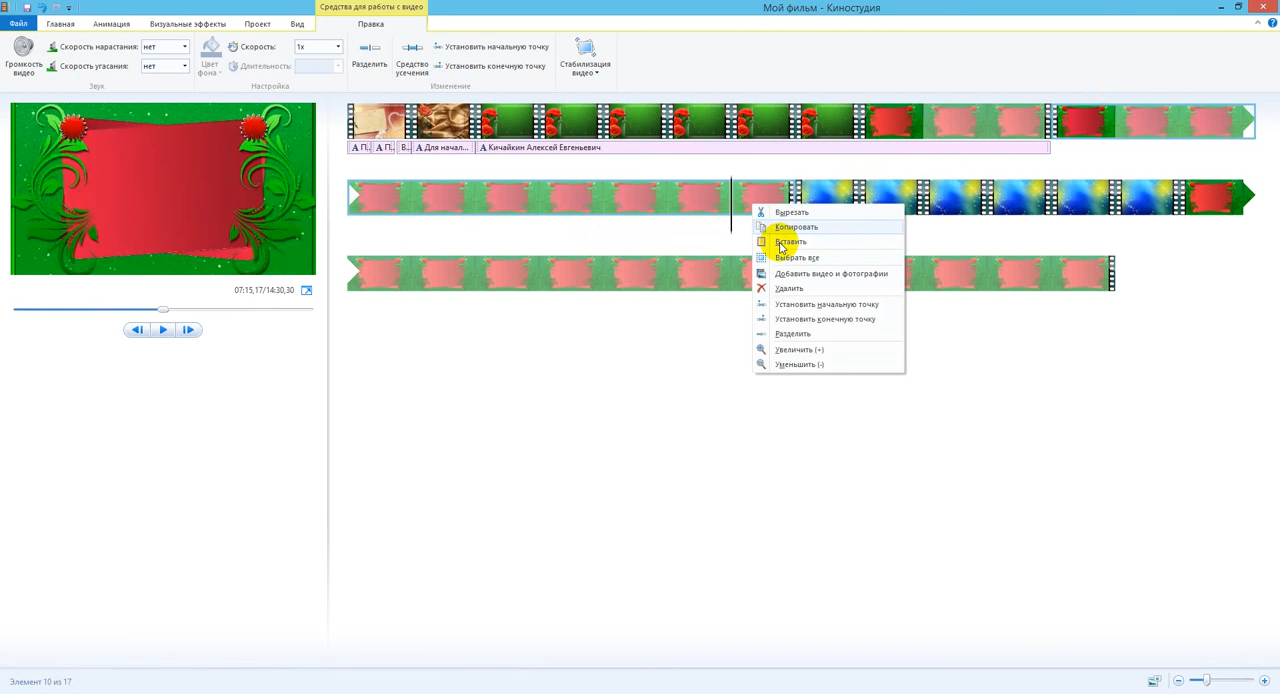 Средства для работы с видео
Мой фильм - Киностудия
Файл
Главная
Анимация
Визуальные эффекты
Проект
Вид
Правка
Громкость видео
Скорость нарастания: нет
Скорость угасания: нет
Звук
Цвет фона
Скорость: 1x
Длительность:
Настройка
Разделить
Средство усечения
Установить начальную точку
Установить конечную точку
Изменение
Стабилизация видео
A П..
A П..
В..
A Для начал...
A Кичайкин Алексей Евгеньевич
07:15,17/14:30,30
Вырезать
Копировать
Вставить
Выбрать все
Добавить видео и фотографии
Удалить
Установить начальную точку
Установить конечную точку
Разделить
Увеличить (+)
Уменьшить (-)
Элемент 10 из 17